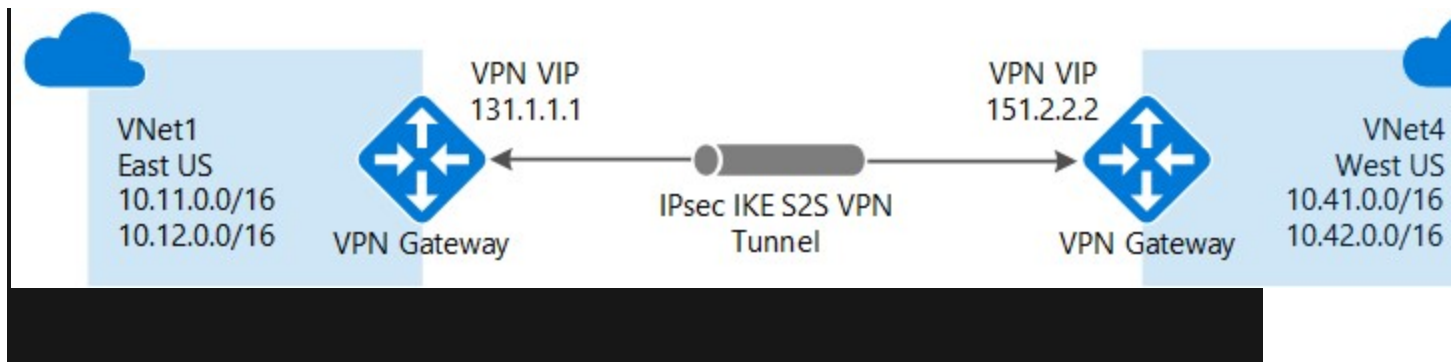 VNet1
East US
10.11.0.0/16
10.12.0.0/16
VPN VIP
131.1.1.1
VPN Gateway
IPsec IKE S2S VPN
Tunnel
VPN VIP
151.2.2.2
VPN Gateway
VNet4
West US
10.41.0.0/16
10.42.0.0/16